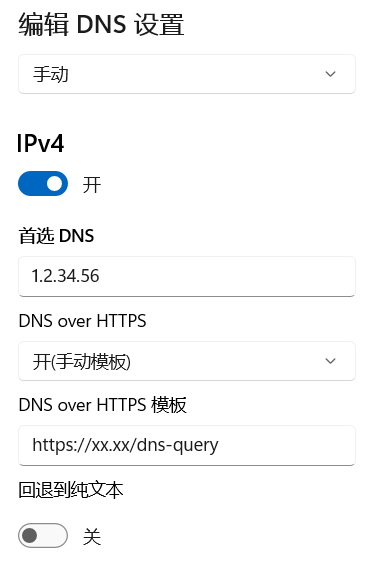 编辑 DNS 设置
手动
IPv4
开
首选 DNS
1.2.34.56
DNS over HTTPS
开(手动模板)
DNS over HTTPS 模板
https://xx.xx/dns-query
回退到纯文本
关